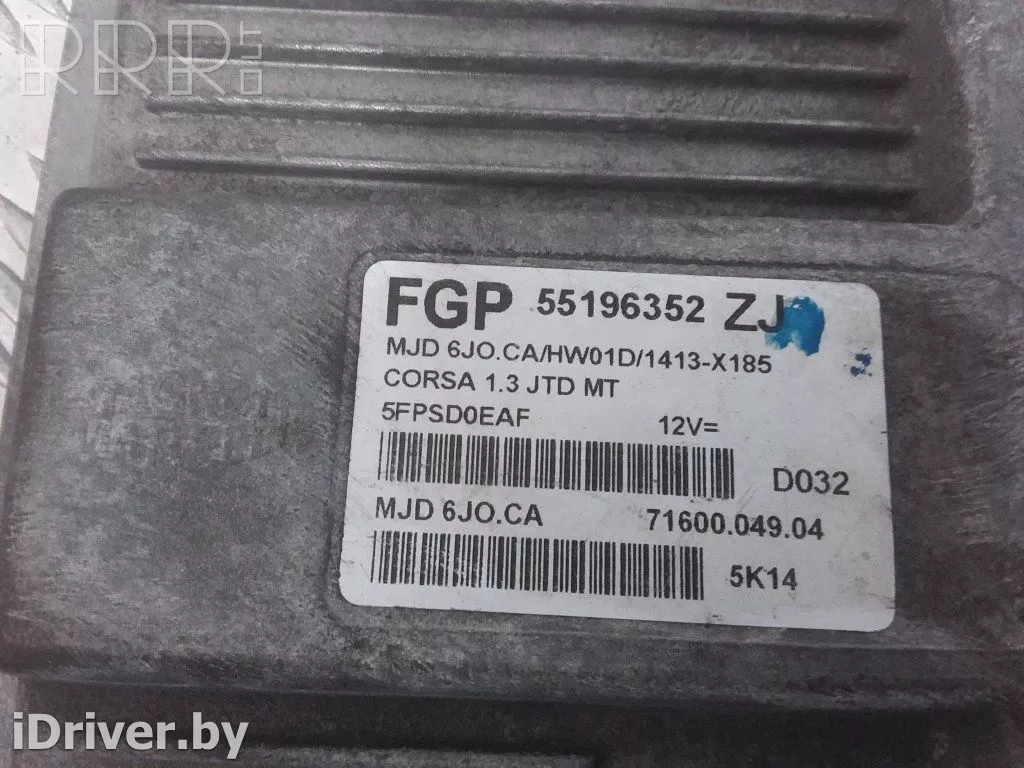 RRR.LT
FGP 55196352 ZJ
MJD 6JO.CA/HW01D/1413-X185
CORSA 1.3 JTD MT
5FPSD0EAF 12V=
D032
MJD 6JO.CA 71600.049.04
5K14
iDriver.by